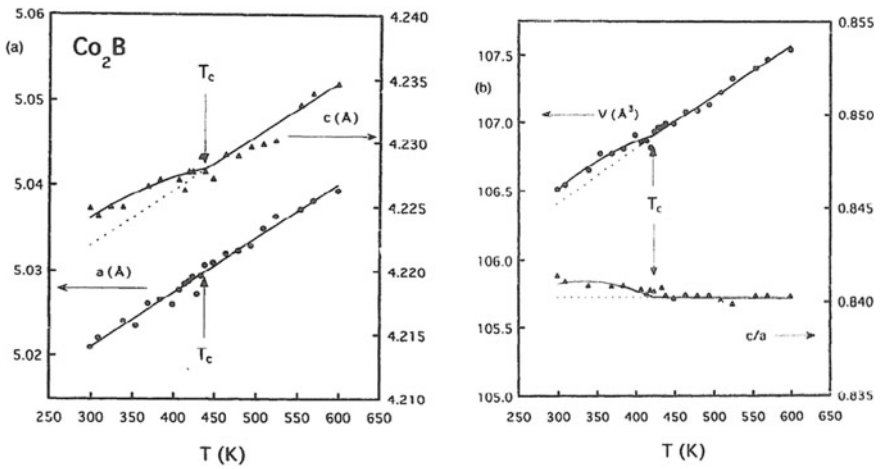 (a)
Co₂B
5.06
5.05
5.04
5.03
5.02
4.240
4.235
4.230
4.225
4.220
4.215
4.210
Tc
c (Å)
a (Å)
Tc
250 300 350 400 450 500 550 600 650
T (K)
(b)
107.5
107.0
106.5
106.0
105.5
105.0
0.855
0.850
0.845
0.840
0.835
V (Å³)
Tc
c/a
250 300 350 400 450 500 550 600 650
T (K)